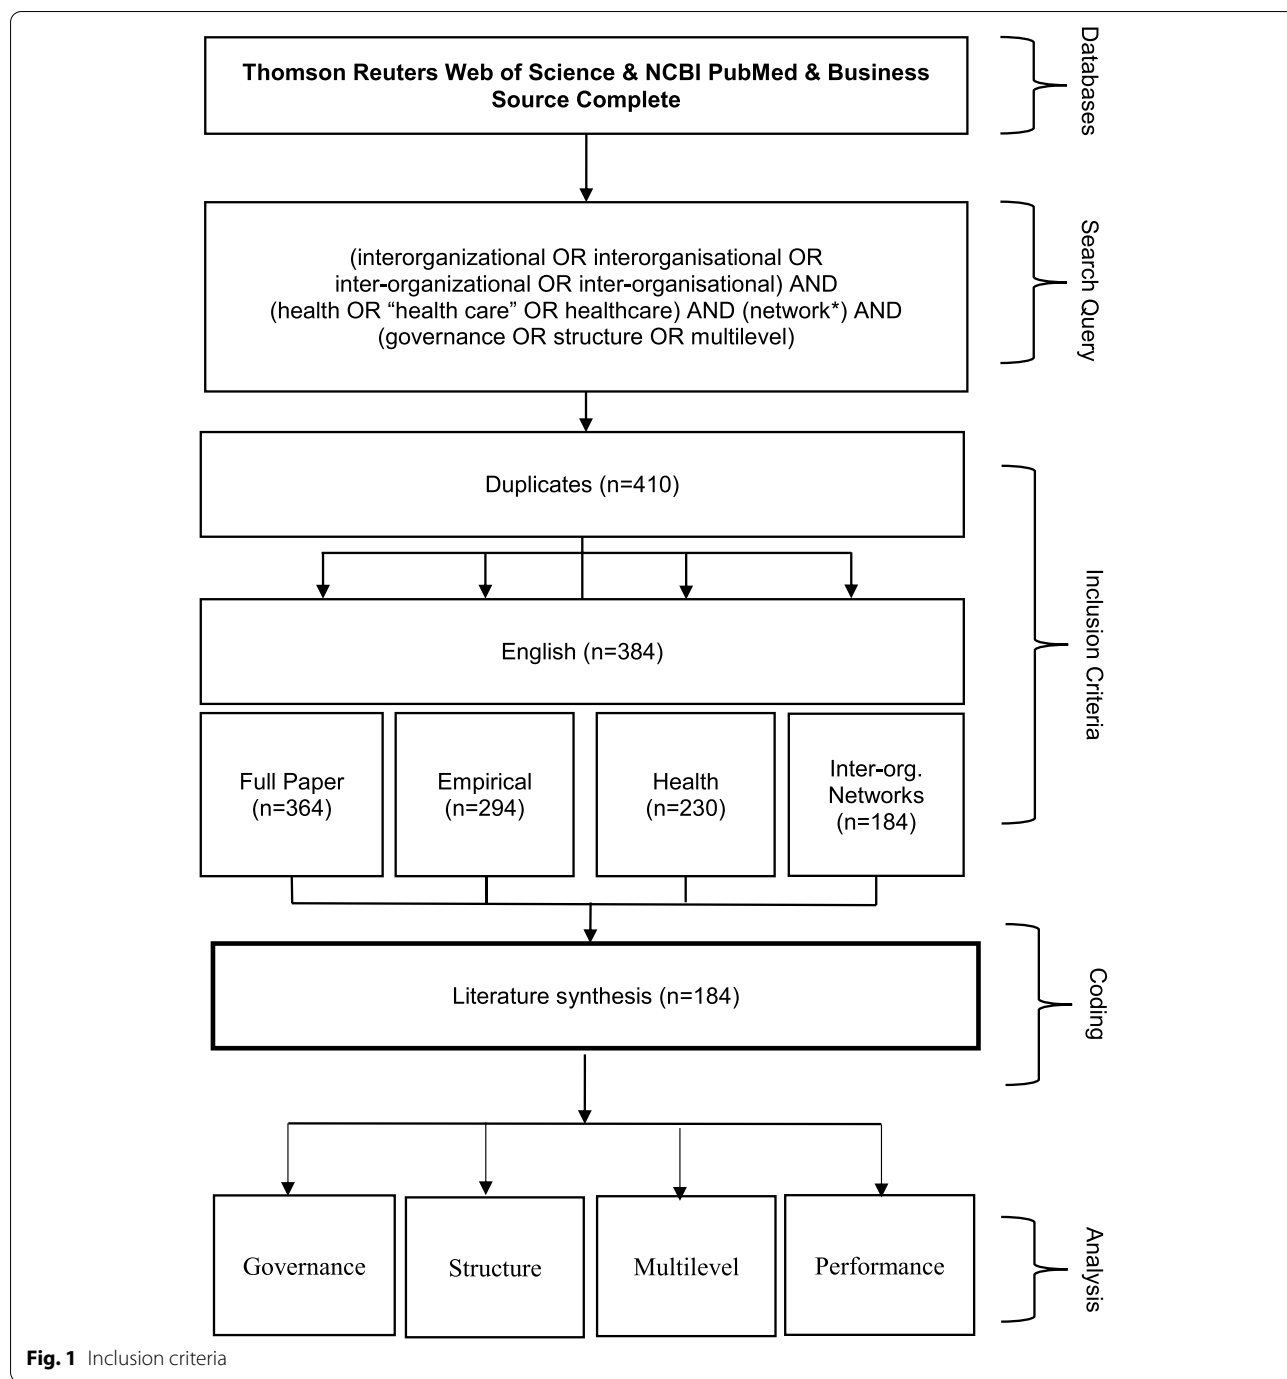 Thomson Reuters Web of Science & NCBI PubMed & Business
Source Complete
Databases
(interorganizational OR interorganisational OR
inter-organizational OR inter-organisational) AND
(health OR “health care” OR healthcare) AND (network*) AND
(governance OR structure OR multilevel)
Search Query
Duplicates (n=410)
English (n=384)
Inclusion Criteria
Full Paper
(n=364)
Empirical
(n=294)
Health
(n=230)
Inter-org.
Networks
(n=184)
Literature synthesis (n=184)
Coding
Governance
Structure
Multilevel
Performance
Analysis
Fig. 1 Inclusion criteria